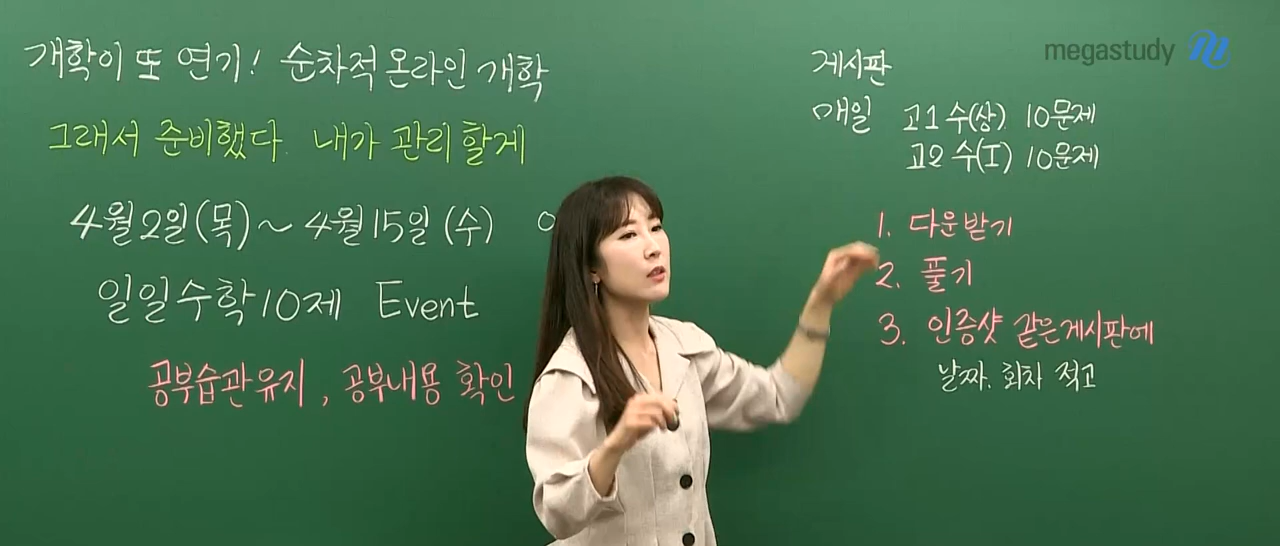 개학이 또 연기! 순차적 온라인 개학
그래서 준비했다. 내가 관리 할게
4월2일(목)~4월15일(수)
일일수학10제 Event
공부습관유지, 공부내용 확인
megastudy
게시판
매일 고1 수(상) 10문제
고2 수(I) 10문제
1. 다운받기
2. 풀기
3. 인증샷 같은게시판에
날짜. 회차 적고